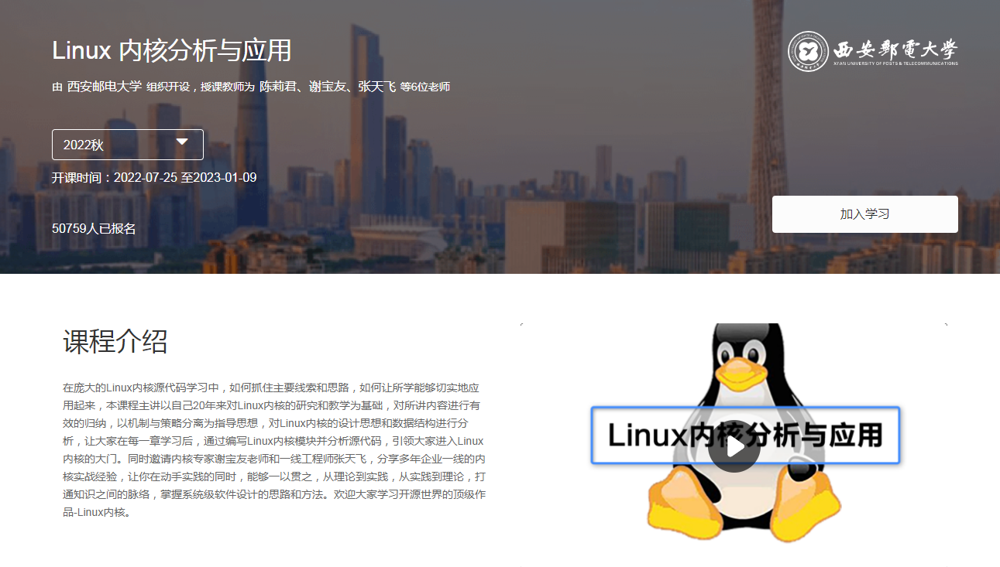 Linux 内核分析与应用
西安郵電大學
XI'AN UNIVERSITY OF POSTS & TELECOMMUNICATIONS
由 西安邮电大学 组织开设，授课教师为 陈莉君、谢宝友、张天飞 等6位老师
2022秋
开课时间：2022-07-25 至2023-01-09
加入学习
50759人已报名
课程介绍
在庞大的Linux内核源代码学习中，如何抓住主要线索和思路，如何让所学能够切实地应
用起来，本课程主讲以自己20年来对Linux内核的研究和教学为基础，对所讲内容进行有
效的归纳，以机制与策略分离为指导思想，对Linux内核的设计思想和数据结构进行分
析，让大家在每一章学习后，通过编写Linux内核模块并分析源代码，引领大家进入Linux
内核的大门。同时邀请内核专家谢宝友老师和一线工程师张天飞，分享多年企业一线的内
核实战经验，让你在动手实践的同时，能够一以贯之，从理论到实践，从实践到理论，打
通知识之间的脉络，掌握系统级软件设计的思路和方法。欢迎大家学习开源世界的顶级作
品-Linux内核。
Linux内核分析与应用